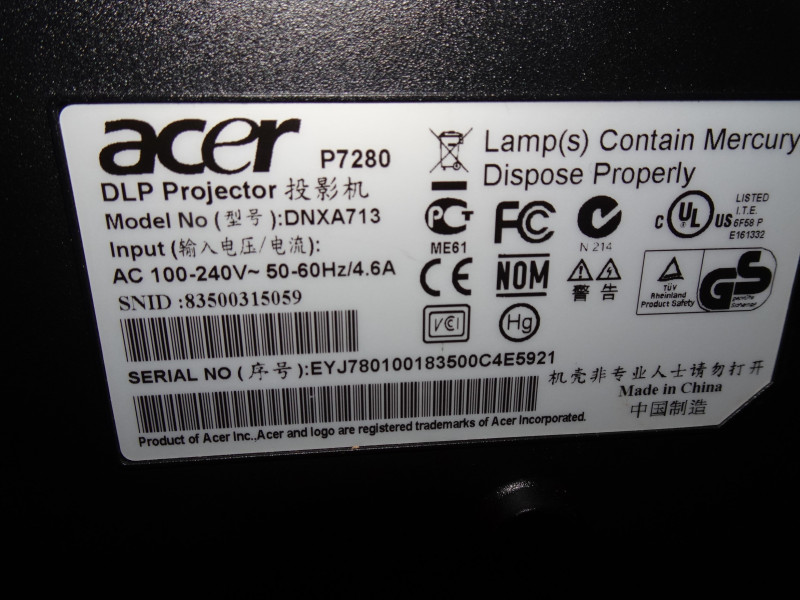 acer P7280
DLP Projector 投影机
Model No (型号):DNXA713
Input (输入电压/电流):
AC 100-240V~ 50-60Hz/4.6A
SNID :83500315059
SERIAL NO (序号):EYJ780100183500C4E5921
Product of Acer Inc.,Acer and logo are registered trademarks of Acer Incorporated.
Lamp(s) Contain Mercury
Dispose Properly
PCT
ME61
FC
N 214
C UL US
LISTED
I.T.E.
6F58 P
E161332
CE
NOM
警告
TÜV
Rheinland
Product Safety
GS
VCI
Hg
机壳非专业人士请勿打开
Made in China
中国制造